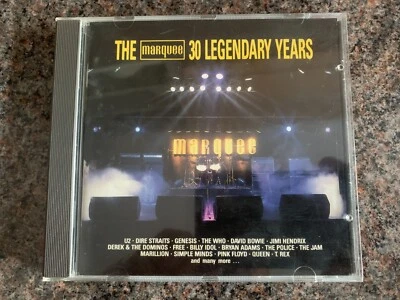 THE marquee 30 LEGENDARY YEARS
marquee
U2 · DIRE STRAITS · GENESIS · THE WHO · DAVID BOWIE · JIMI HENDRIX
DEREK & THE DOMINOS · FREE · BILLY IDOL · BRYAN ADAMS · THE POLICE · THE JAM
MARILLION · SIMPLE MINDS · PINK FLOYD · QUEEN · T. REX
and many more ...